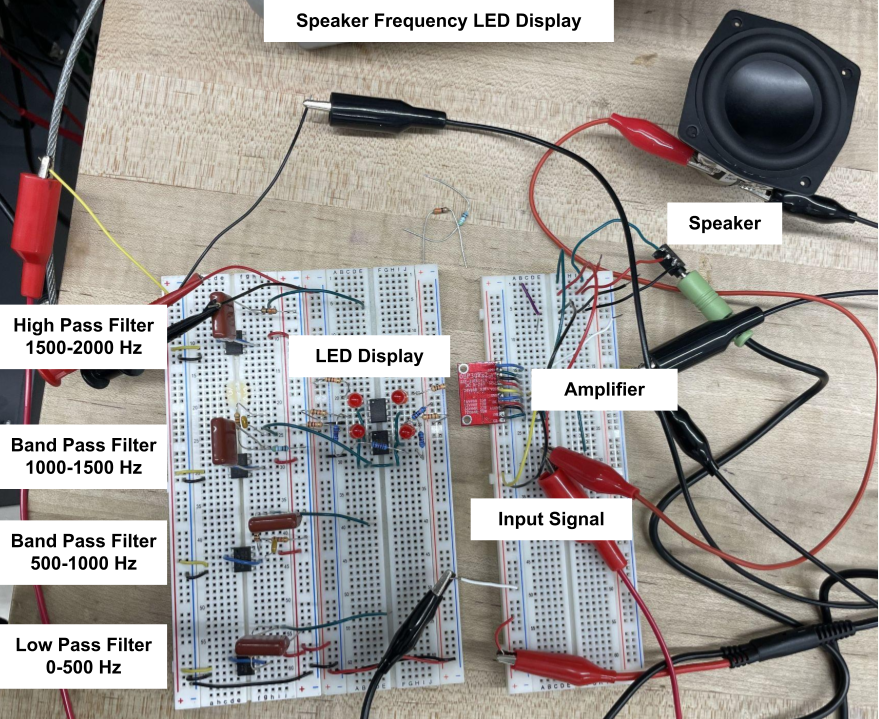 Speaker Frequency LED Display
Speaker
High Pass Filter
1500-2000 Hz
LED Display
Amplifier
Band Pass Filter
1000-1500 Hz
Input Signal
Band Pass Filter
500-1000 Hz
Low Pass Filter
0-500 Hz